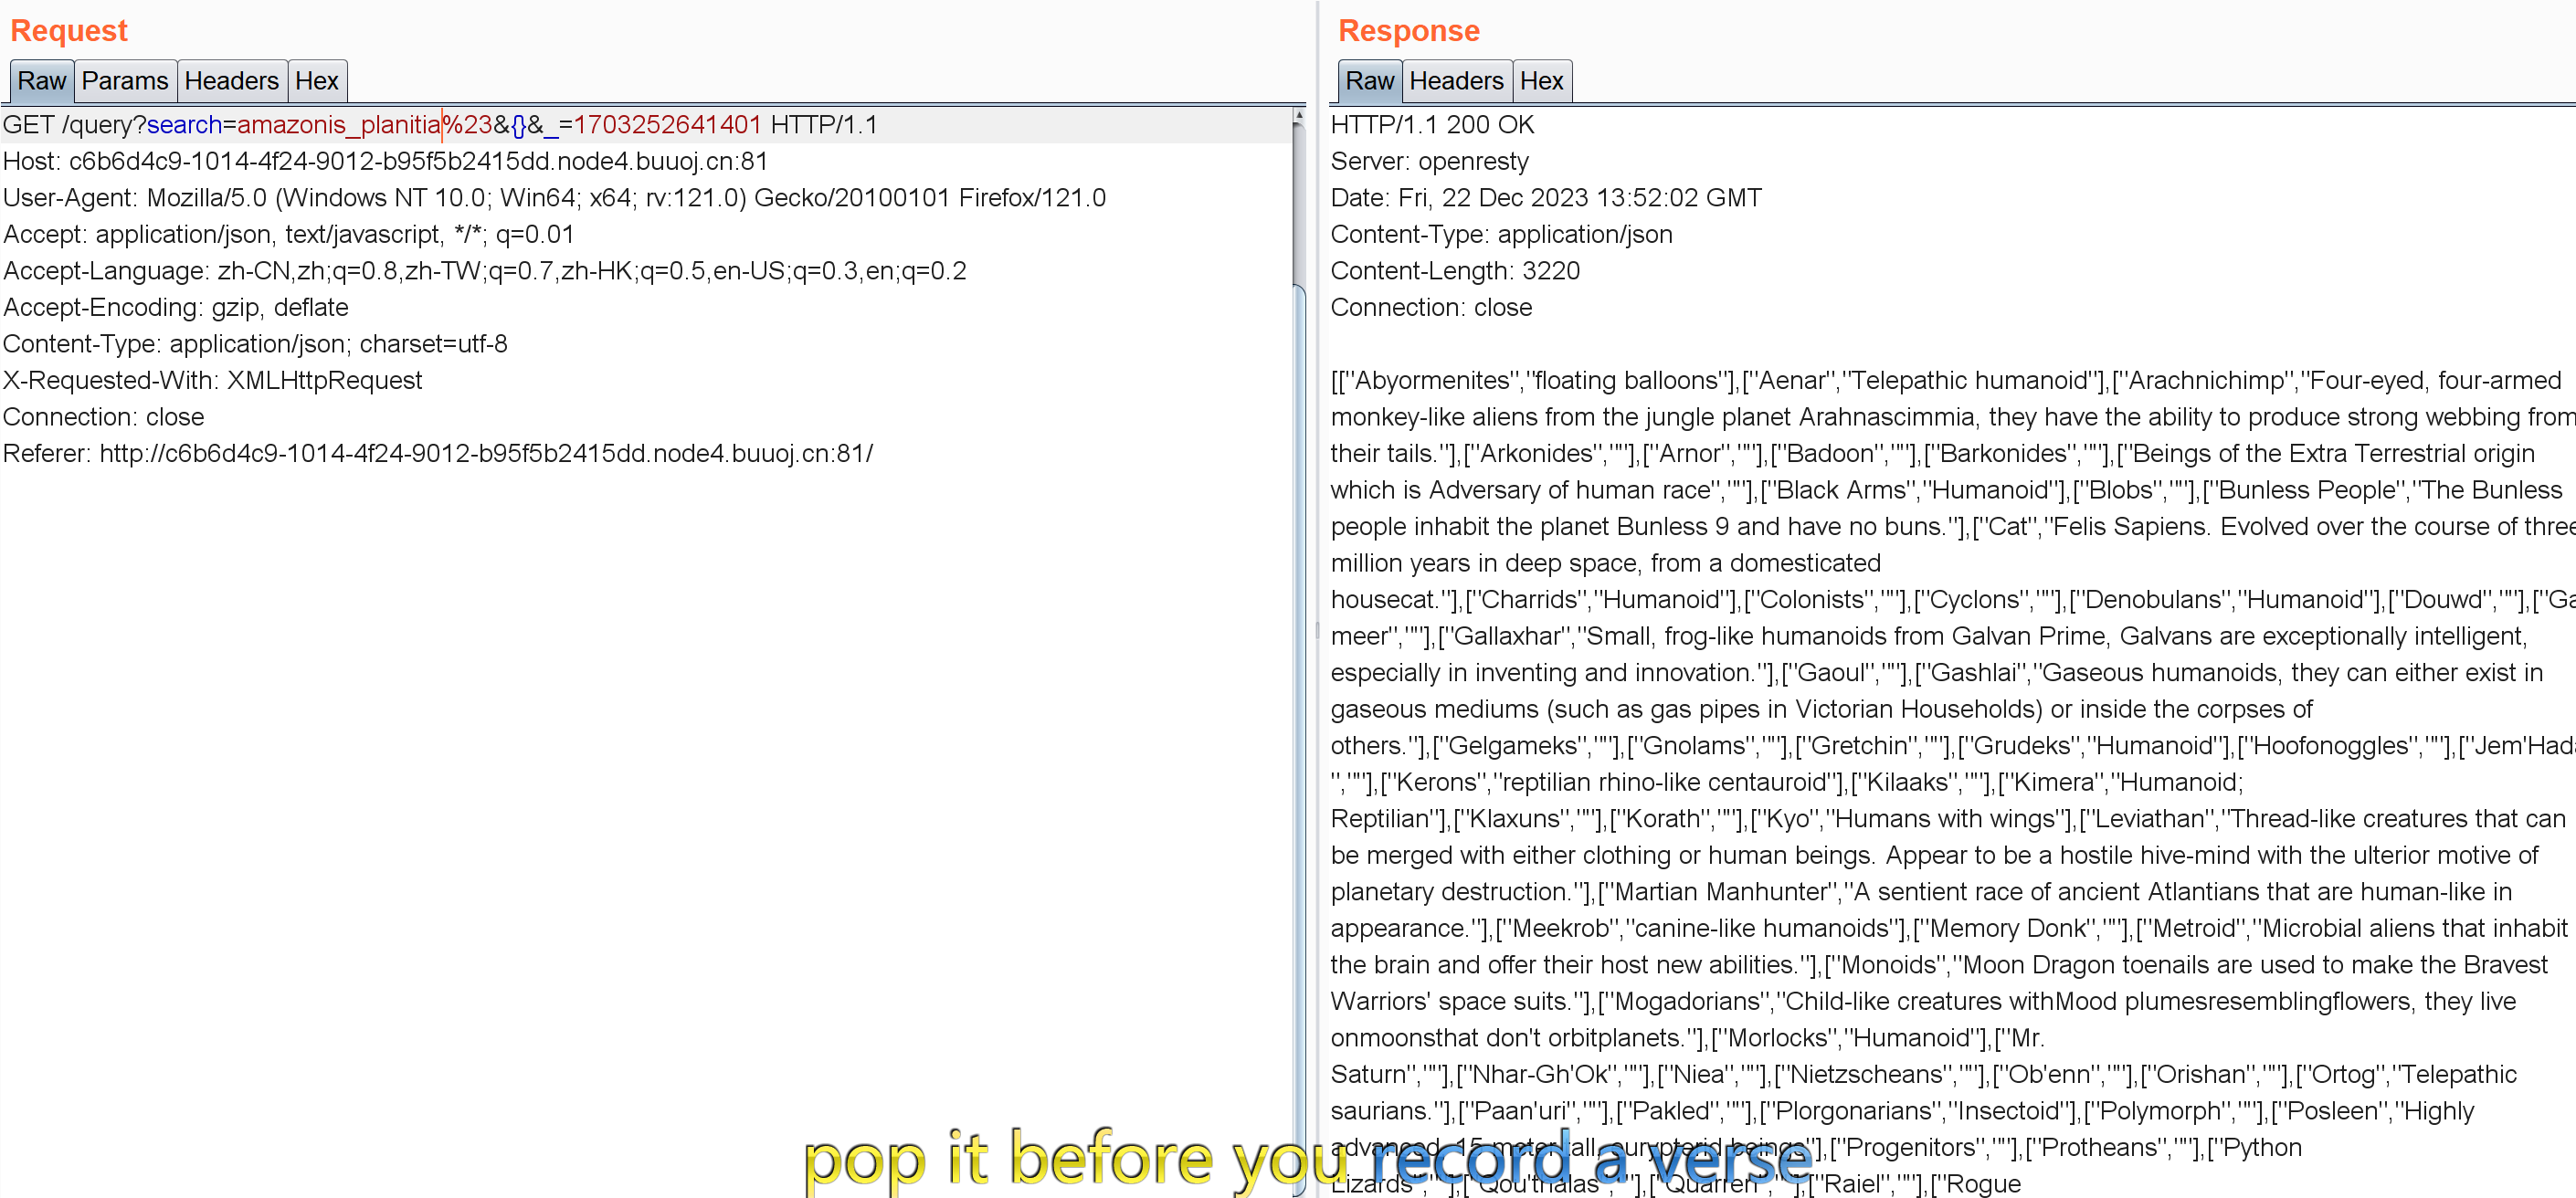 Request
Raw Params Headers Hex
GET /query?search=amazonis_planitia%23&{}&_=1703252641401 HTTP/1.1
Host: c6b6d4c9-1014-4f24-9012-b95f5b2415dd.node4.buuoj.cn:81
User-Agent: Mozilla/5.0 (Windows NT 10.0; Win64; x64; rv:121.0) Gecko/20100101 Firefox/121.0
Accept: application/json, text/javascript, */*; q=0.01
Accept-Language: zh-CN,zh;q=0.8,zh-TW;q=0.7,zh-HK;q=0.5,en-US;q=0.3,en;q=0.2
Accept-Encoding: gzip, deflate
Content-Type: application/json; charset=utf-8
X-Requested-With: XMLHttpRequest
Connection: close
Referer: http://c6b6d4c9-1014-4f24-9012-b95f5b2415dd.node4.buuoj.cn:81/
Response
Raw Headers Hex
HTTP/1.1 200 OK
Server: openresty
Date: Fri, 22 Dec 2023 13:52:02 GMT
Content-Type: application/json
Content-Length: 3220
Connection: close
[["Abyormenites","floating balloons"],["Aenar","Telepathic humanoid"],["Arachnichimp","Four-eyed, four-armed
monkey-like aliens from the jungle planet Arahnascimmia, they have the ability to produce strong webbing from
their tails."],["Arkonides",""],["Arnor",""],["Badoon",""],["Barkonides",""],["Beings of the Extra Terrestrial origin
which is Adversary of human race",""],["Black Arms","Humanoid"],["Blobs",""],["Bunless People","The Bunless
people inhabit the planet Bunless 9 and have no buns."],["Cat","Felis Sapiens. Evolved over the course of three
million years in deep space, from a domesticated
housecat."],["Charrids","Humanoid"],["Colonists",""],["Cyclons",""],["Denobulans","Humanoid"],["Douwd",""],["Ga
meer",""],["Gallaxhar","Small, frog-like humanoids from Galvan Prime, Galvans are exceptionally intelligent,
especially in inventing and innovation."],["Gaoul",""],["Gashlai","Gaseous humanoids, they can either exist in
gaseous mediums (such as gas pipes in Victorian Households) or inside the corpses of
others."],["Gelgameks",""],["Gnolams",""],["Gretchin",""],["Grudeks","Humanoid"],["Hoofonoggles",""],["Jem'Hada
",""],["Kerons","reptilian rhino-like centauroid"],["Kilaaks",""],["Kimera","Humanoid;
Reptilian"],["Klaxuns",""],["Korath",""],["Kyo","Humans with wings"],["Leviathan","Thread-like creatures that can
be merged with either clothing or human beings. Appear to be a hostile hive-mind with the ulterior motive of
planetary destruction."],["Martian Manhunter","A sentient race of ancient Atlantians that are human-like in
appearance."],["Meekrob","canine-like humanoids"],["Memory Donk",""],["Metroid","Microbial aliens that inhabit
the brain and offer their host new abilities."],["Monoids","Moon Dragon toenails are used to make the Bravest
Warriors' space suits."],["Mogadorians","Child-like creatures withMood plumesresemblingflowers, they live
onmoonsthat don't orbitplanets."],["Morlocks","Humanoid"],["Mr.
Saturn",""],["Nhar-Gh'Ok",""],["Niea",""],["Nietzscheans",""],["Ob'enn",""],["Orishan",""],["Ortog","Telepathic
saurians."],["Paan'uri",""],["Pakled",""],["Plorgonarians","Insectoid"],["Polymorph",""],["Posleen","Highly
advanced, 15 meter tall, eurypterid beings"],["Progenitors",""],["Protheans",""],["Python
Lizards",""],["Qou'thalas",""],["Quarren",""],["Raiel",""],["Rogue
pop it before you record a verse